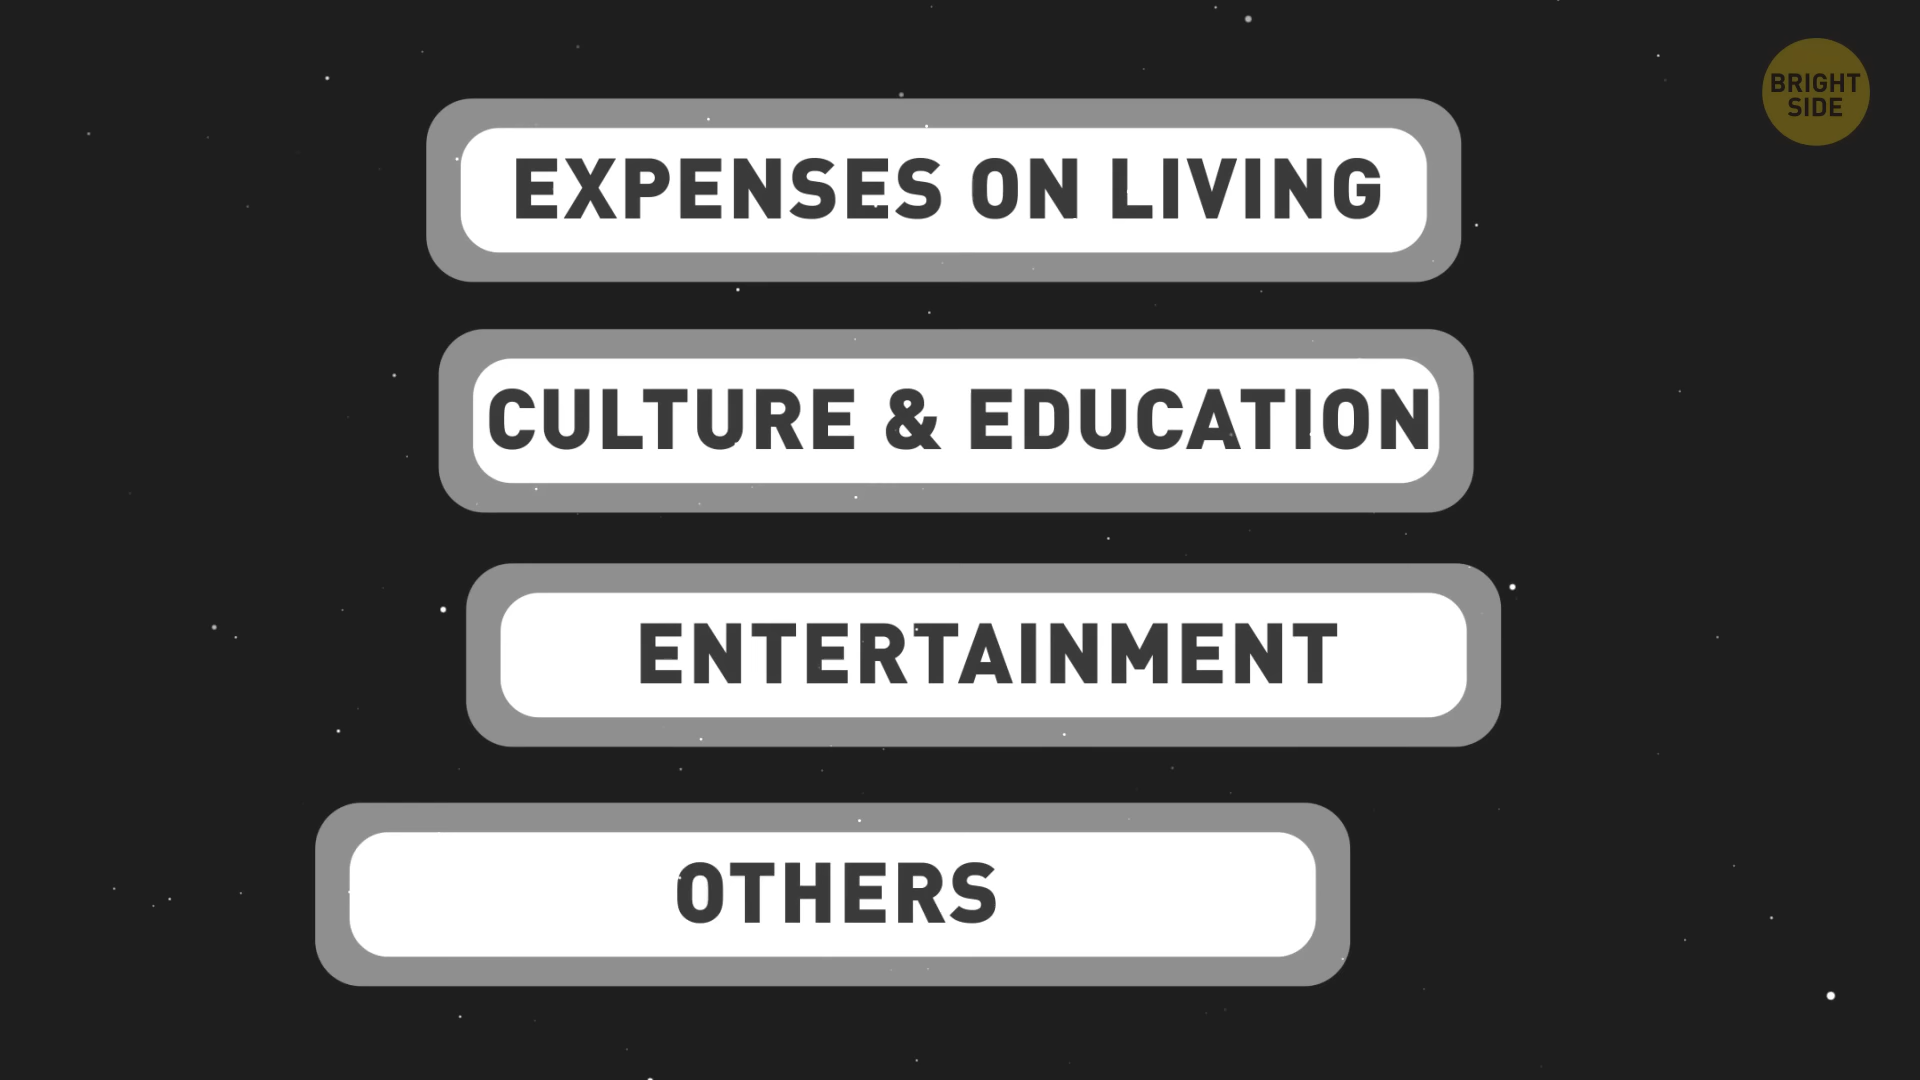 BRIGHT
SIDE
EXPENSES ON LIVING
CULTURE & EDUCATION
ENTERTAINMENT
OTHERS